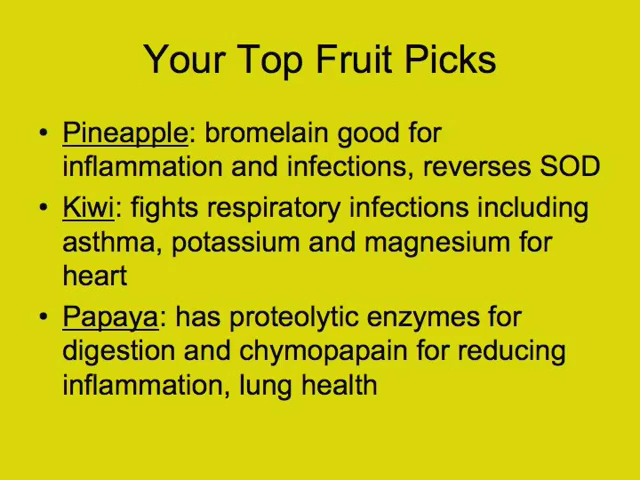 Your Top Fruit Picks
• Pineapple: bromelain good for
inflammation and infections, reverses SOD
• Kiwi: fights respiratory infections including
asthma, potassium and magnesium for
heart
• Papaya: has proteolytic enzymes for
digestion and chymopapain for reducing
inflammation, lung health